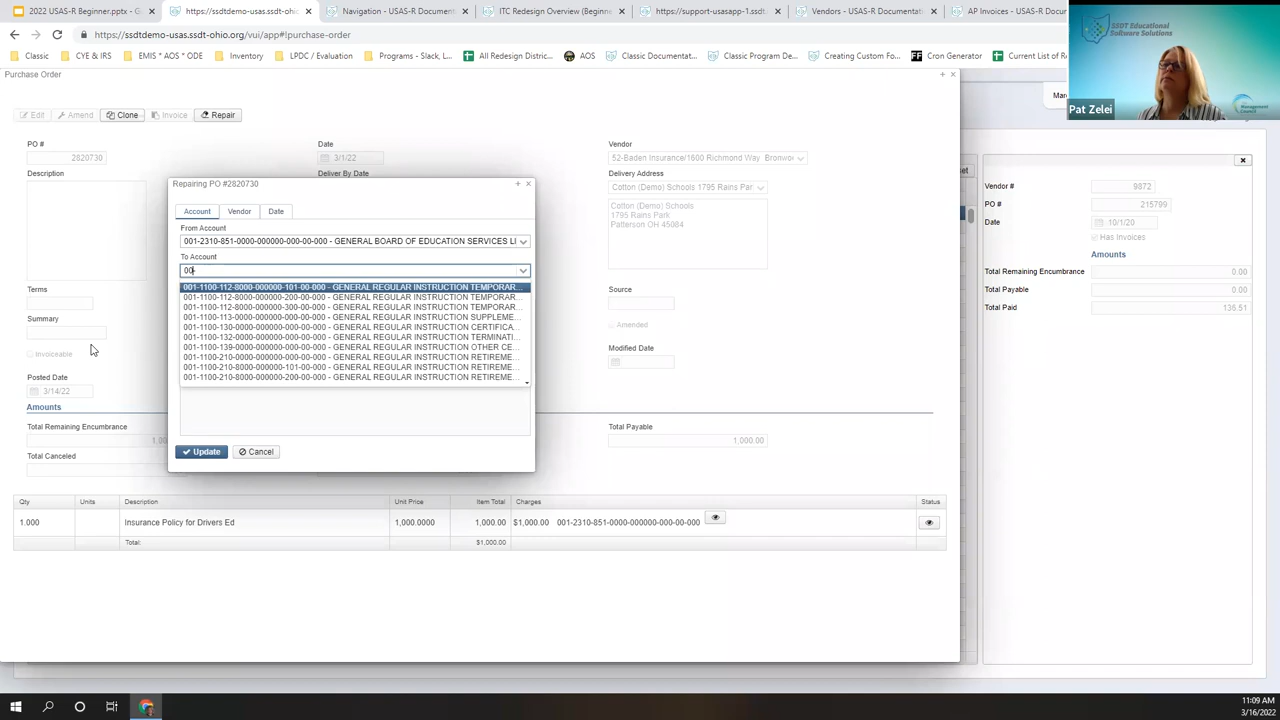 2022 USAS-R Beginner.pptx - G
https://ssdtdemo-usas.ssdt-ohio
Navigation - USAS-R Documenta
ITC Redesign Overview (Beginne
https://support-usasapp-1.ssdt
Vendors - USAS-R Documentatio
AP Invoices - USAS-R Document
https://ssdtdemo-usas.ssdt-ohio.org/vui/app#!purchase-order
Classic
CYE & IRS
EMIS * AOS * ODE
Inventory
LPDC / Evaluation
Programs - Slack, L...
All Redesign District...
AOS
Classic Documentat...
Classic Program De...
Creating Custom Fo...
Cron Generator
Current List of R
SSDT Educational
Software Solutions
Management
Council
Pat Zelei
Purchase Order
Edit
Amend
Clone
Invoice
Repair
PO #
2820730
Date
3/1/22
Vendor
52-Baden Insurance/1600 Richmond Way Bronwo
Description
Deliver By Date
Delivery Address
Cotton (Demo) Schools 1795 Rains Par
Cotton (Demo) Schools
1795 Rains Park
Patterson OH 45084
Terms
Source
Summary
Amended
Invoiceable
Modified Date
Posted Date
3/14/22
Amounts
Total Remaining Encumbrance
Total Payable
1,000.00
Total Canceled
Repairing PO #2820730
Account
Vendor
Date
From Account
001-2310-851-0000-000000-000-00-000 - GENERAL BOARD OF EDUCATION SERVICES LI
To Account
00
001-1100-112-8000-000000-101-00-000 - GENERAL REGULAR INSTRUCTION TEMPORAR...
001-1100-112-8000-000000-200-00-000 - GENERAL REGULAR INSTRUCTION TEMPORAR...
001-1100-112-8000-000000-300-00-000 - GENERAL REGULAR INSTRUCTION TEMPORAR...
001-1100-113-0000-000000-000-00-000 - GENERAL REGULAR INSTRUCTION SUPPLEME...
001-1100-130-0000-000000-000-00-000 - GENERAL REGULAR INSTRUCTION CERTIFICA...
001-1100-132-0000-000000-000-00-000 - GENERAL REGULAR INSTRUCTION TERMINATI...
001-1100-139-0000-000000-000-00-000 - GENERAL REGULAR INSTRUCTION OTHER CE...
001-1100-210-8000-000000-000-00-000 - GENERAL REGULAR INSTRUCTION RETIREME...
001-1100-210-8000-000000-101-00-000 - GENERAL REGULAR INSTRUCTION RETIREME...
001-1100-210-8000-000000-200-00-000 - GENERAL REGULAR INSTRUCTION RETIREME...
Update
Cancel
Qty
Units
Description
Unit Price
Item Total
Charges
Status
1.000
Insurance Policy for Drivers Ed
1,000.0000
1,000.00
$1,000.00
001-2310-851-0000-000000-000-00-000
Total:
$1,000.00
Vendor #
9872
PO #
215799
Date
10/1/20
Has Invoices
Amounts
Total Remaining Encumbrance
0.00
Total Payable
0.00
Total Paid
136.51
11:09 AM
3/16/2022